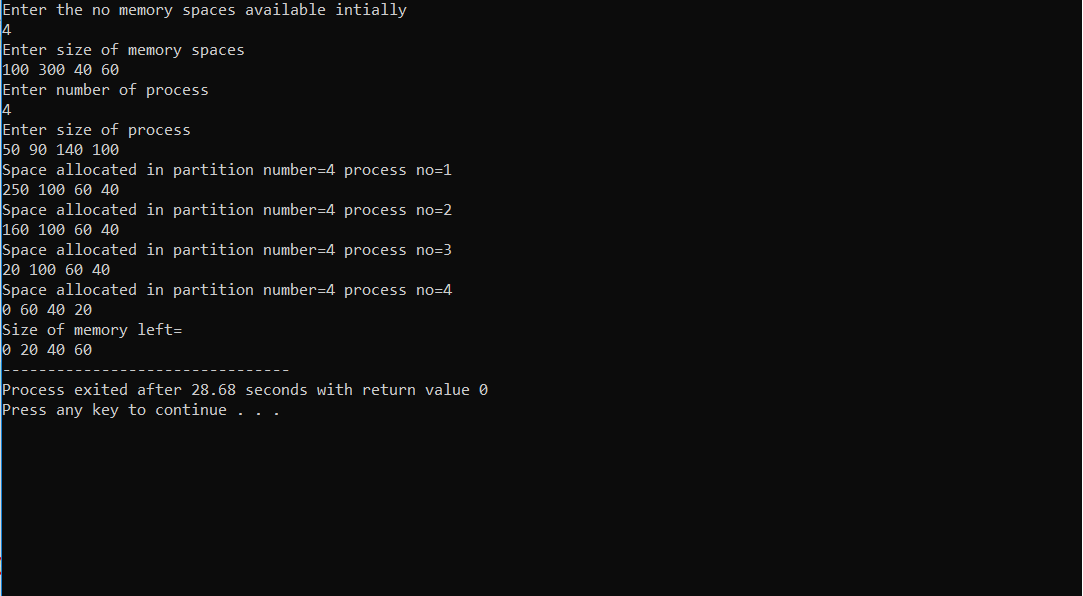 Enter the no memory spaces available intially
4
Enter size of memory spaces
100 300 40 60
Enter number of process
4
Enter size of process
50 90 140 100
Space allocated in partition number=4 process no=1
250 100 60 40
Space allocated in partition number=4 process no=2
160 100 60 40
Space allocated in partition number=4 process no=3
20 100 60 40
Space allocated in partition number=4 process no=4
0 60 40 20
Size of memory left=
0 20 40 60
--------------------------------
Process exited after 28.68 seconds with return value 0
Press any key to continue . . .